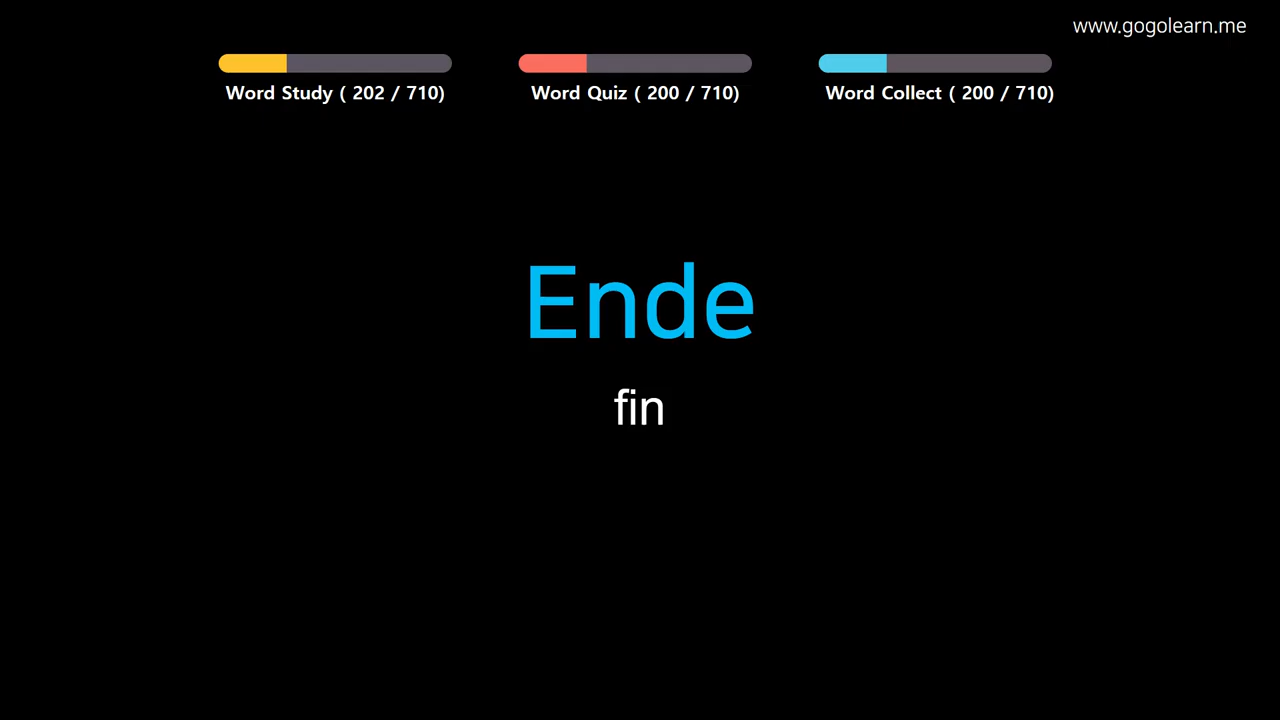 www.gogolearn.me
Word Study ( 202 / 710)
Word Quiz ( 200 / 710)
Word Collect ( 200 / 710)
Ende
fin